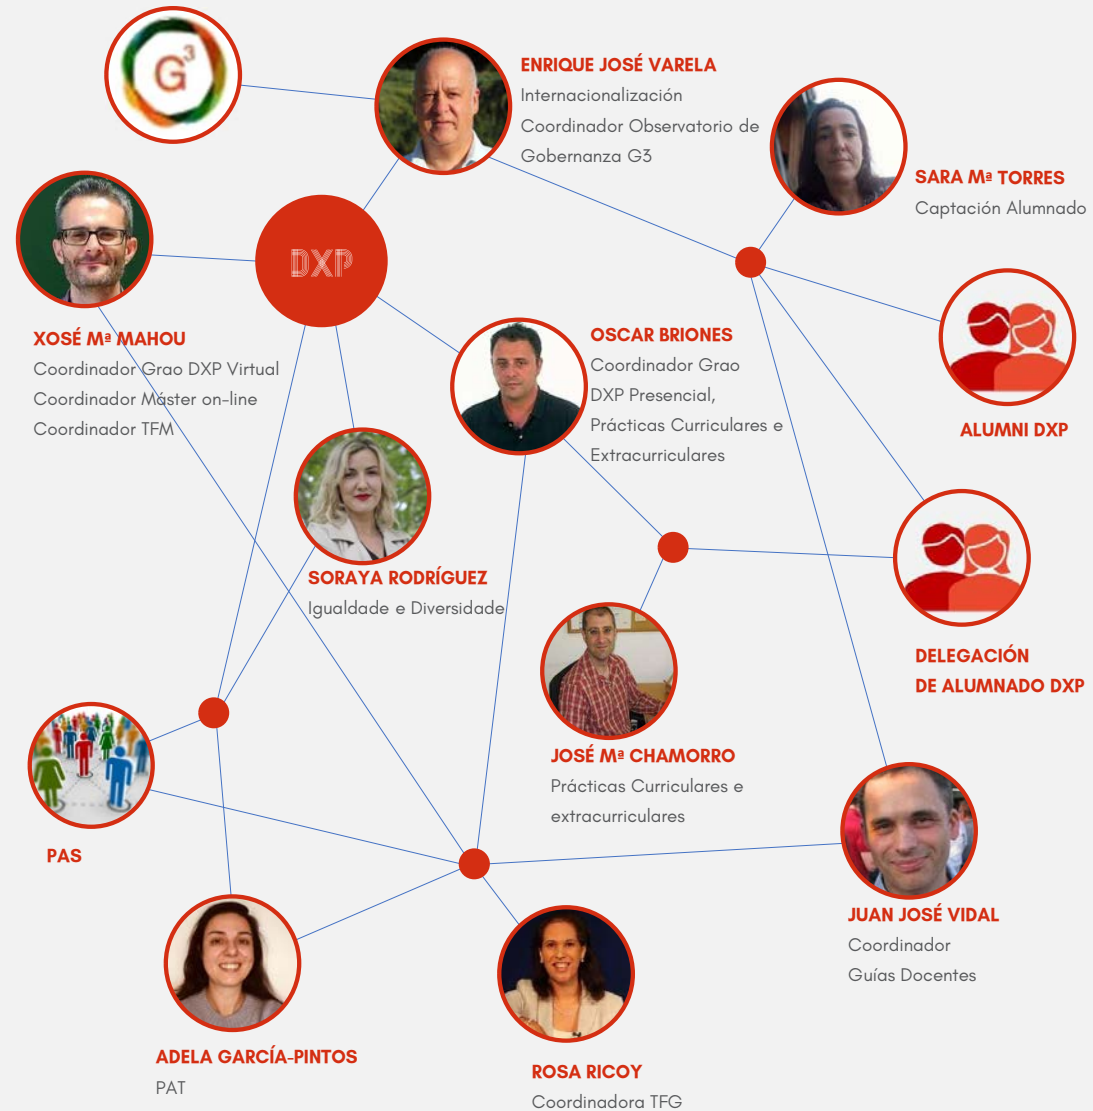 G3
ENRIQUE JOSÉ VARELA
Internacionalización
Coordinador Observatorio de
Gobernanza G3
SARA Mª TORRES
Captación Alumnado
DXP
XOSÉ Mª MAHOU
Coordinador Grao DXP Virtual
Coordinador Máster on-line
Coordinador TFM
OSCAR BRIONES
Coordinador Grao
DXP Presencial,
Prácticas Curriculares e
Extracurriculares
ALUMNI DXP
SORAYA RODRÍGUEZ
Igualdade e Diversidade
DELEGACIÓN
DE ALUMNADO DXP
JOSÉ Mª CHAMORRO
Prácticas Curriculares e
extracurriculares
PAS
JUAN JOSÉ VIDAL
Coordinador
Guías Docentes
ADELA GARCÍA-PINTOS
PAT
ROSA RICOY
Coordinadora TFG